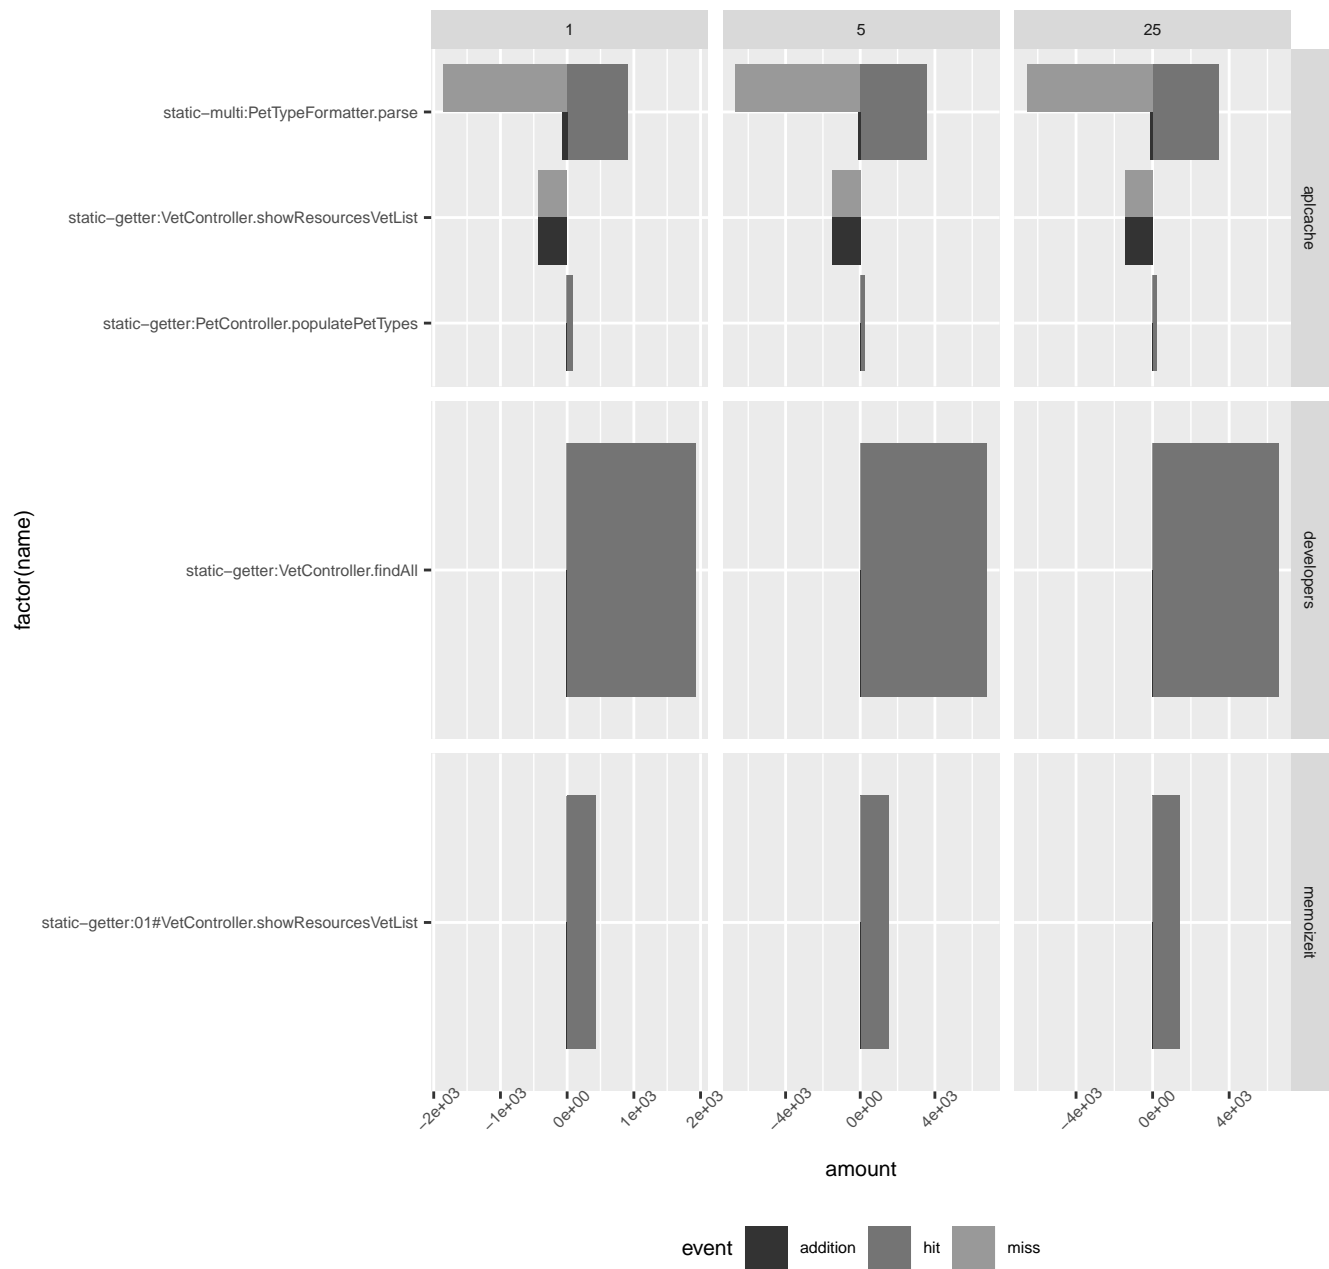 1
5
25
static−multi:PetTypeFormatter.parse
static−getter:VetController.showResourcesVetList
static−getter:PetController.populatePetTypes
aplcache
static−getter:VetController.findAll
developers
static−getter:01#VetController.showResourcesVetList
memoizeit
factor(name)
−2e+03
−1e+03
0e+00
1e+03
2e+03
−4e+03
0e+00
4e+03
−4e+03
0e+00
4e+03
amount
event addition hit miss